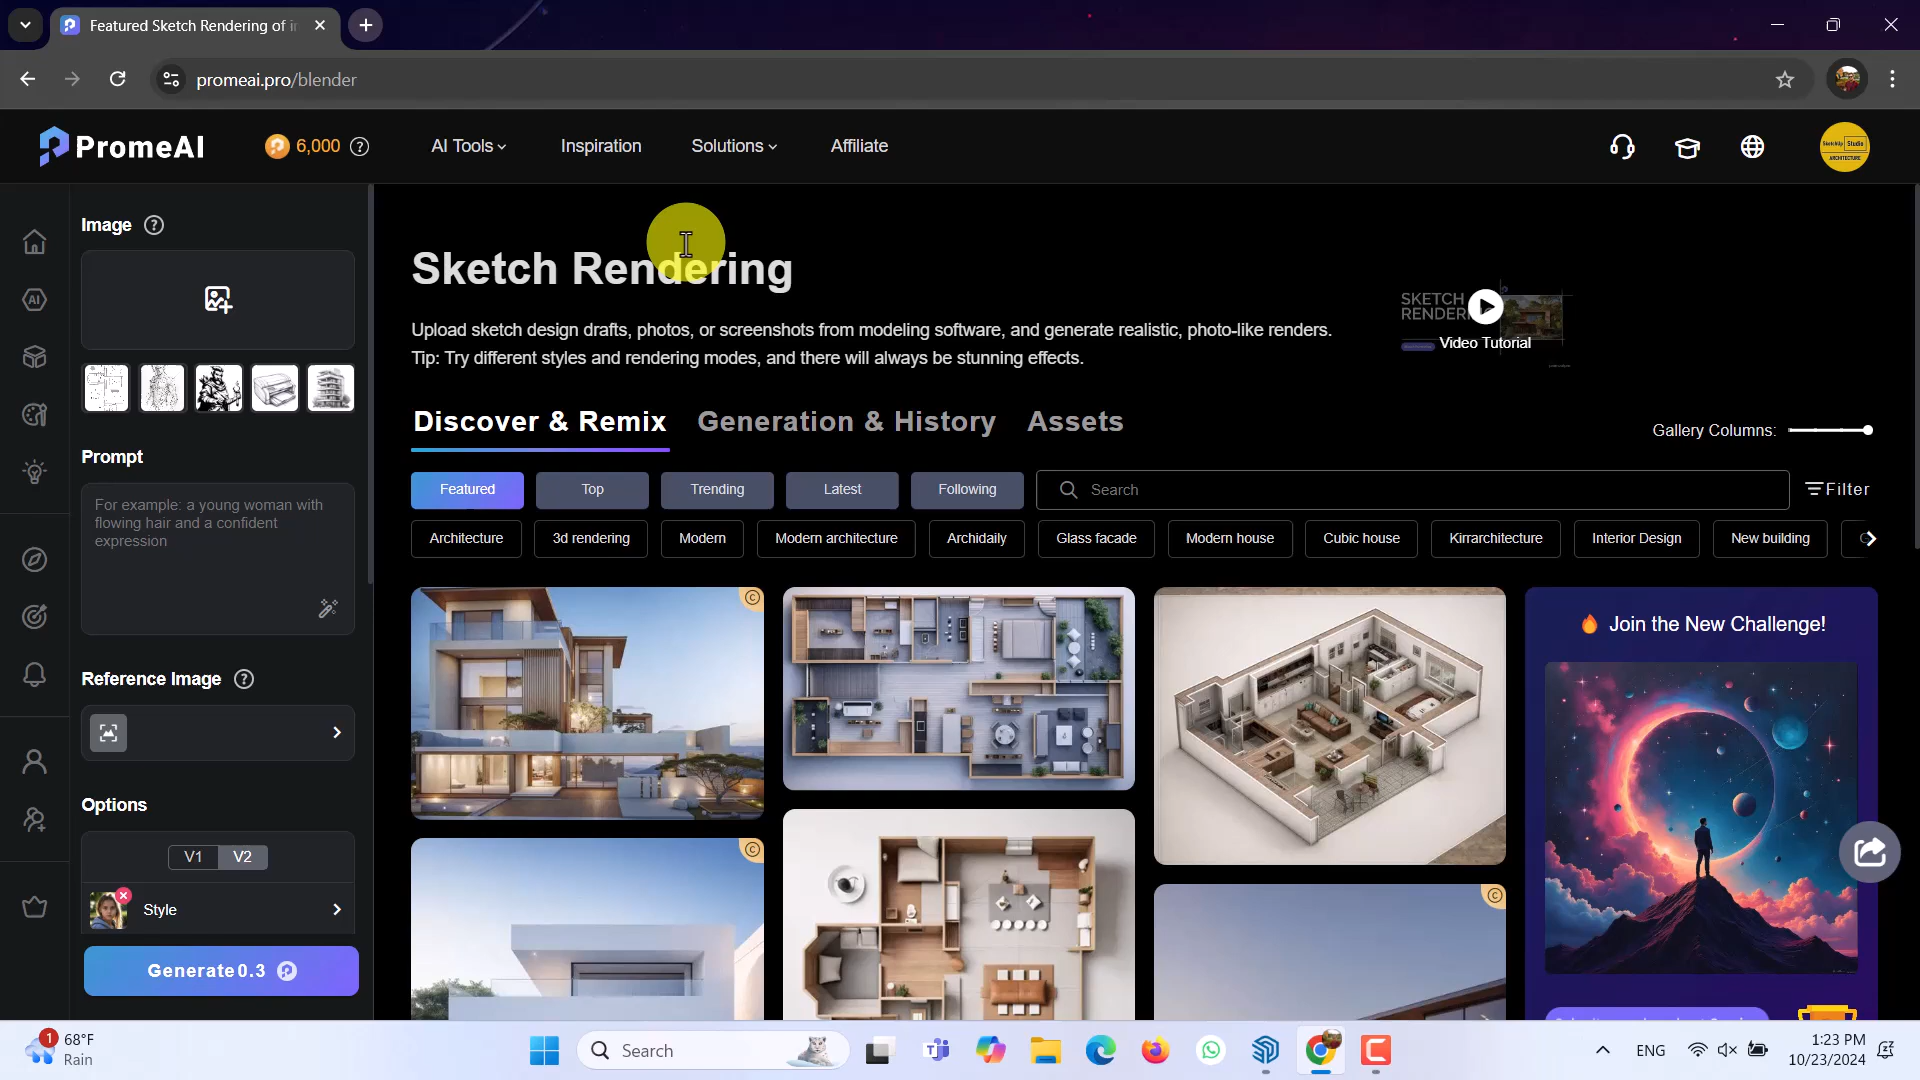 Featured Sketch Rendering of in
promeai.pro/blender
PromeAI
6,000
AI Tools
Inspiration
Solutions
Affiliate
SketchUp Studio
ARCHITECTURE
Image
Prompt
For example: a young woman with
flowing hair and a confident
expression
Reference Image
Options
V1
V2
Style
Generate 0.3
Sketch Rendering
Upload sketch design drafts, photos, or screenshots from modeling software, and generate realistic, photo-like renders.
Tip: Try different styles and rendering modes, and there will always be stunning effects.
SKETCH
RENDER
Video Tutorial
Discover & Remix
Generation & History
Assets
Gallery Columns:
Featured
Top
Trending
Latest
Following
Search
Filter
Architecture
3d rendering
Modern
Modern architecture
Archidaily
Glass facade
Modern house
Cubic house
Kirrarchitecture
Interior Design
New building
Join the New Challenge!
1
68°F
Rain
Search
ENG
1:23 PM
10/23/2024